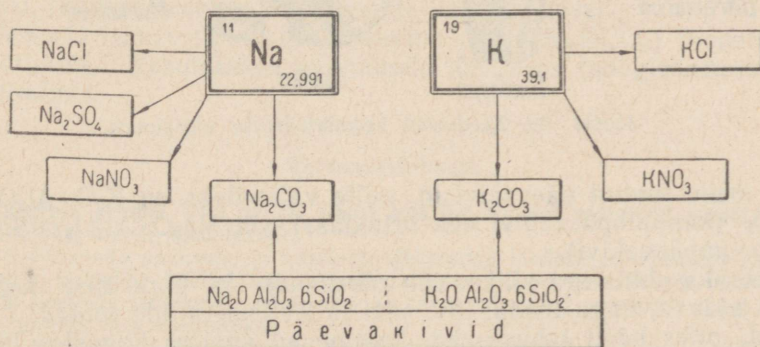 11
Na
22,991
19
K
39,1
NaCl
KCl
Na₂SO₄
NaNO₃
Na₂CO₃
K₂CO₃
KNO₃
Na₂O Al₂O₃ 6SiO₂
K₂O Al₂O₃ 6SiO₂
Päevakivid